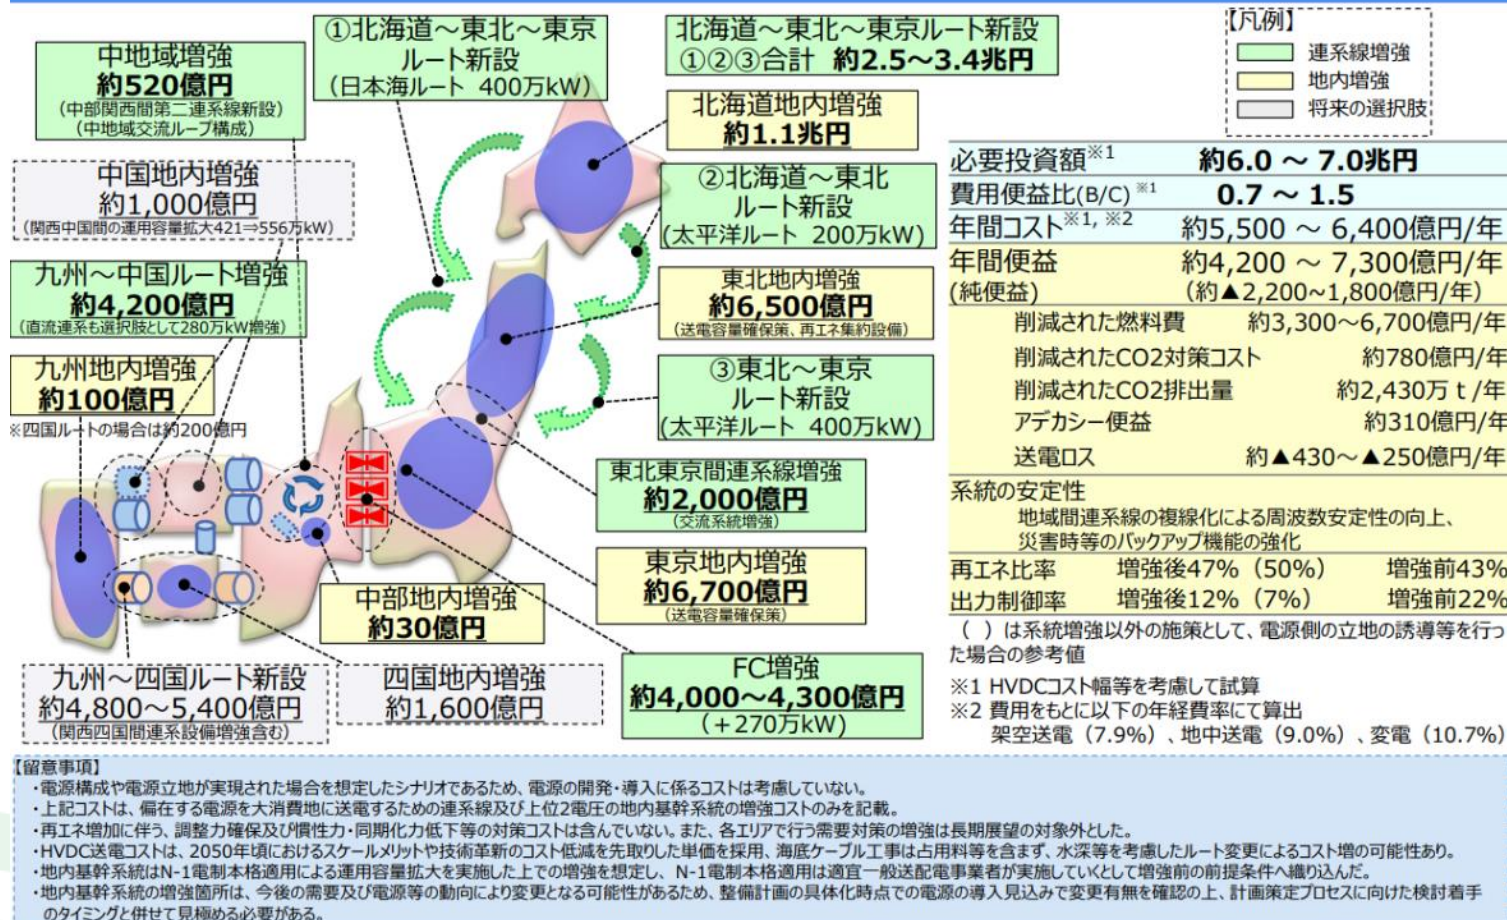 中地域増強
約520億円
（中部関西間第二連系線新設）
（中地域交流ループ構成）
①北海道～東北～東京
ルート新設
（日本海ルート 400万kW）
北海道～東北～東京ルート新設
①②③合計 約2.5～3.4兆円
【凡例】
連系線増強
地内増強
将来の選択肢
北海道地内増強
約1.1兆円
中国地内増強
約1,000億円
（関西中国間の運用容量拡大421⇒556万kW）
②北海道～東北
ルート新設
（太平洋ルート 200万kW）
九州～中国ルート増強
約4,200億円
（直流連系も選択肢として280万kW増強）
東北地内増強
約6,500億円
（送電容量確保策、再エネ集約設備）
九州地内増強
約100億円
※四国ルートの場合は約200億円
③東北～東京
ルート新設
（太平洋ルート 400万kW）
東北東京間連系線増強
約2,000億円
（交流系統増強）
東京地内増強
約6,700億円
（送電容量確保策）
中部地内増強
約30億円
九州～四国ルート新設
約4,800～5,400億円
（関西四国間連系設備増強含む）
四国地内増強
約1,600億円
FC増強
約4,000～4,300億円
（＋270万kW）
必要投資額※1 約6.0 ～ 7.0兆円
費用便益比(B/C) ※1 0.7 ～ 1.5
年間コスト※1, ※2 約5,500 ～ 6,400億円/年
年間便益 約4,200 ～ 7,300億円/年
(純便益) （約▲2,200~1,800億円/年）
削減された燃料費 約3,300～6,700億円/年
削減されたCO2対策コスト 約780億円/年
削減されたCO2排出量 約2,430万ｔ/年
アデカシー便益 約310億円/年
送電ロス 約▲430～▲250億円/年
系統の安定性
地域間連系線の複線化による周波数安定性の向上、
災害時等のバックアップ機能の強化
再エネ比率 増強後47%（50%） 増強前43%
出力制御率 増強後12%（7%） 増強前22%
（ ）は系統増強以外の施策として、電源側の立地の誘導等を行っ
た場合の参考値
※1 HVDCコスト幅等を考慮して試算
※2 費用をもとに以下の年経費率にて算出
架空送電（7.9%）、地中送電（9.0%）、変電（10.7%）
【留意事項】
・電源構成や電源立地が実現された場合を想定したシナリオであるため、電源の開発・導入に係るコストは考慮していない。
・上記コストは、偏在する電源を大消費地に送電するための連系線及び上位2電圧の地内基幹系統の増強コストのみを記載。
・再エネ増加に伴う、調整力確保及び慣性力・同期化力低下等の対策コストは含んでいない。また、各エリアで行う需要対策の増強は長期展望の対象外とした。
・HVDC送電コストは、2050年頃におけるスケールメリットや技術革新のコスト低減を先取りした単価を採用、海底ケーブル工事は占用料等を含まず、水深等を考慮したルート変更によるコスト増の可能性あり。
・地内基幹系統はN-1電制本格適用による運用容量拡大を実施した上での増強を想定し、N-1電制本格適用は適宜一般送配電事業者が実施していくとして増強前の前提条件へ織り込んだ。
・地内基幹系統の増強箇所は、今後の需要及び電源等の動向により変更となる可能性があるため、整備計画の具体化時点での電源の導入見込みで変更有無を確認の上、計画策定プロセスに向けた検討着手
のタイミングと併せて見極める必要がある。